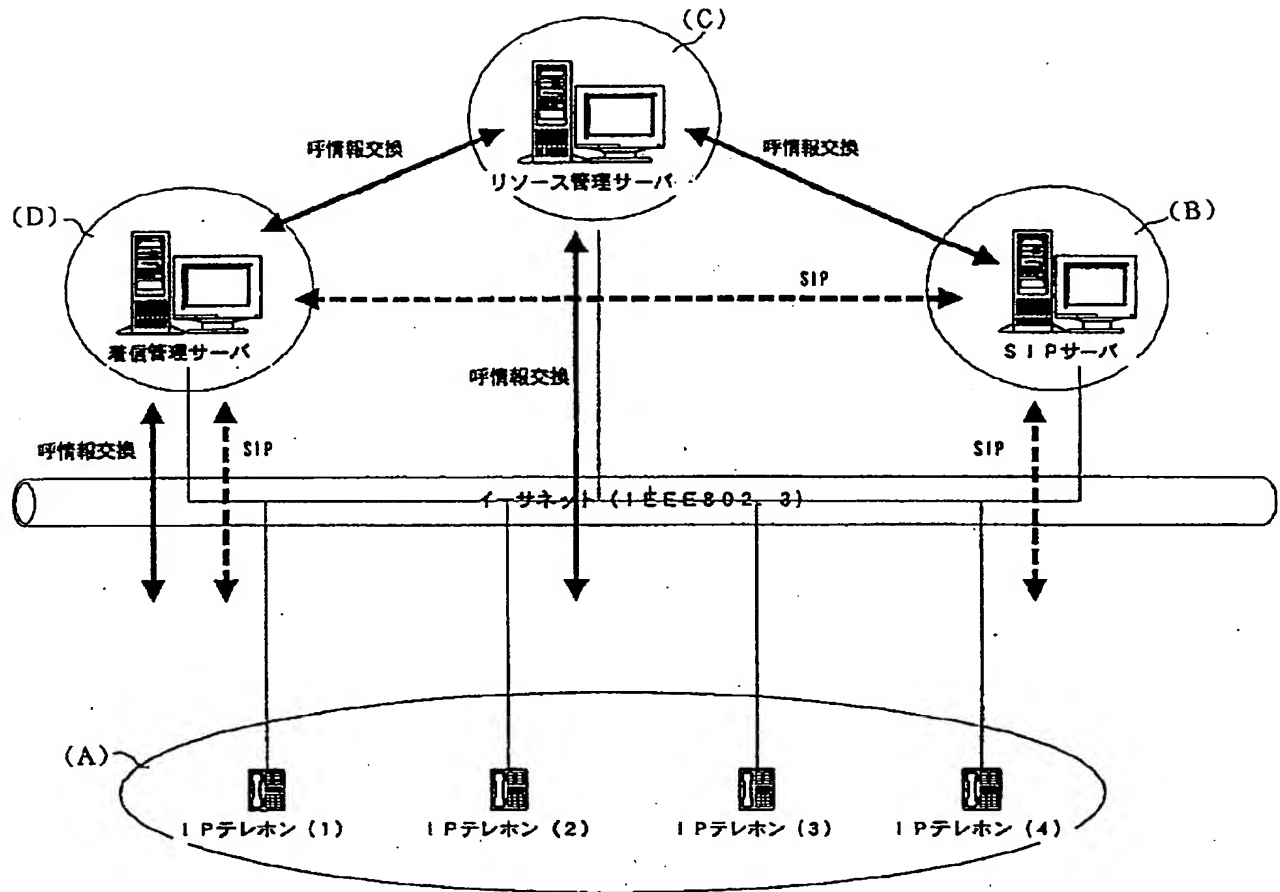 (C)
呼情報交換
呼情報交換
リソース管理サーバ
(D)
(B)
SIP
着信管理サーバ
SIPサーバ
呼情報交換
呼情報交換
SIP
SIP
イーサネット(IEEE802.3)
(A)
IPテレホン(1)
IPテレホン(2)
IPテレホン(3)
IPテレホン(4)